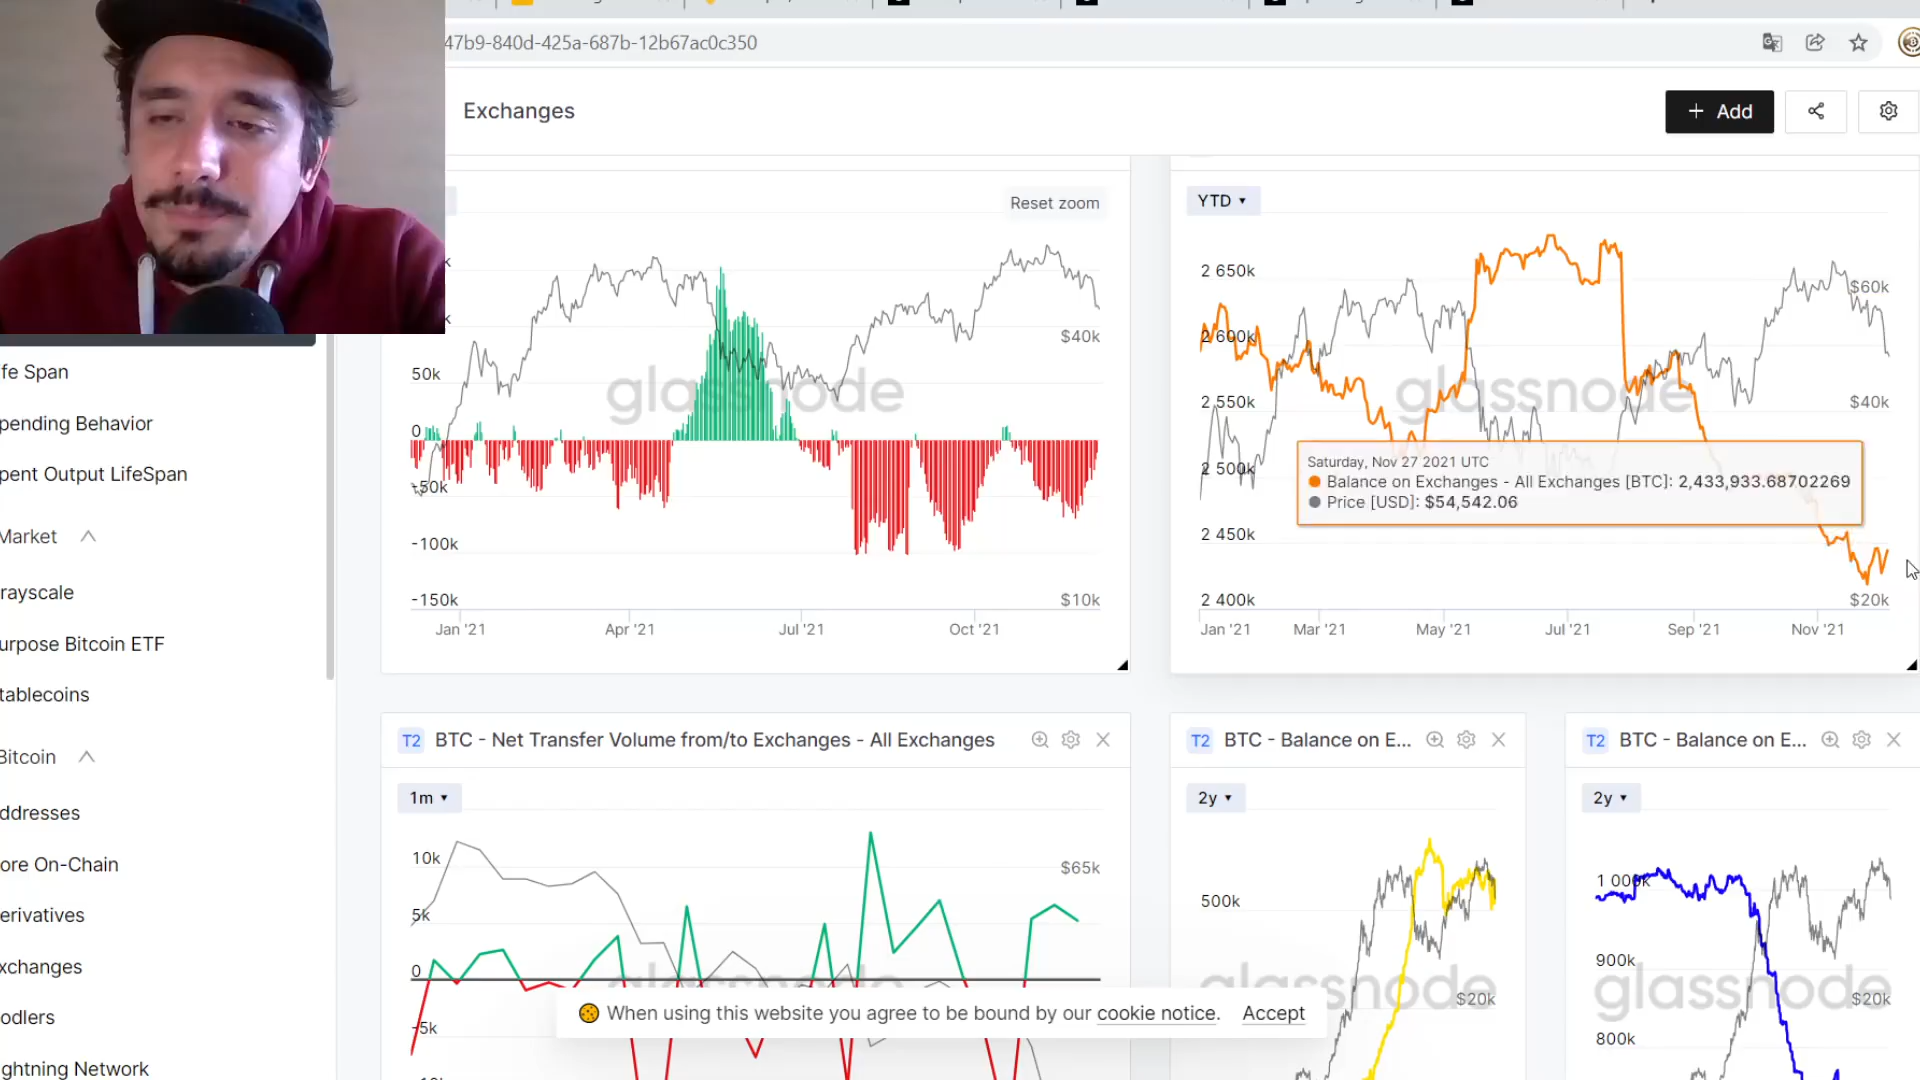 47b9-840d-425a-687b-12b67ac0c350
Exchanges
+ Add
Reset zoom
50k
0
-50k
-100k
-150k
$40k
$10k
glassnode
Jan '21
Apr '21
Jul '21
Oct '21
YTD
2 650k
2 600k
2 550k
2 500k
2 450k
2 400k
$60k
$40k
$20k
glassnode
Saturday, Nov 27 2021 UTC
Balance on Exchanges - All Exchanges [BTC]: 2,433,933.68702269
Price [USD]: $54,542.06
Jan '21
Mar '21
May '21
Jul '21
Sep '21
Nov '21
fe Span
pending Behavior
pent Output LifeSpan
Market
rayscale
urpose Bitcoin ETF
tablecoins
Bitcoin
ddresses
ore On-Chain
erivatives
xchanges
odlers
ghtning Network
T2 BTC - Net Transfer Volume from/to Exchanges - All Exchanges
1m
10k
5k
0
-5k
$65k
glassnode
T2 BTC - Balance on E...
2y
500k
$20k
glassnode
T2 BTC - Balance on E...
2y
1 000k
900k
800k
$20k
glassnode
When using this website you agree to be bound by our cookie notice. Accept